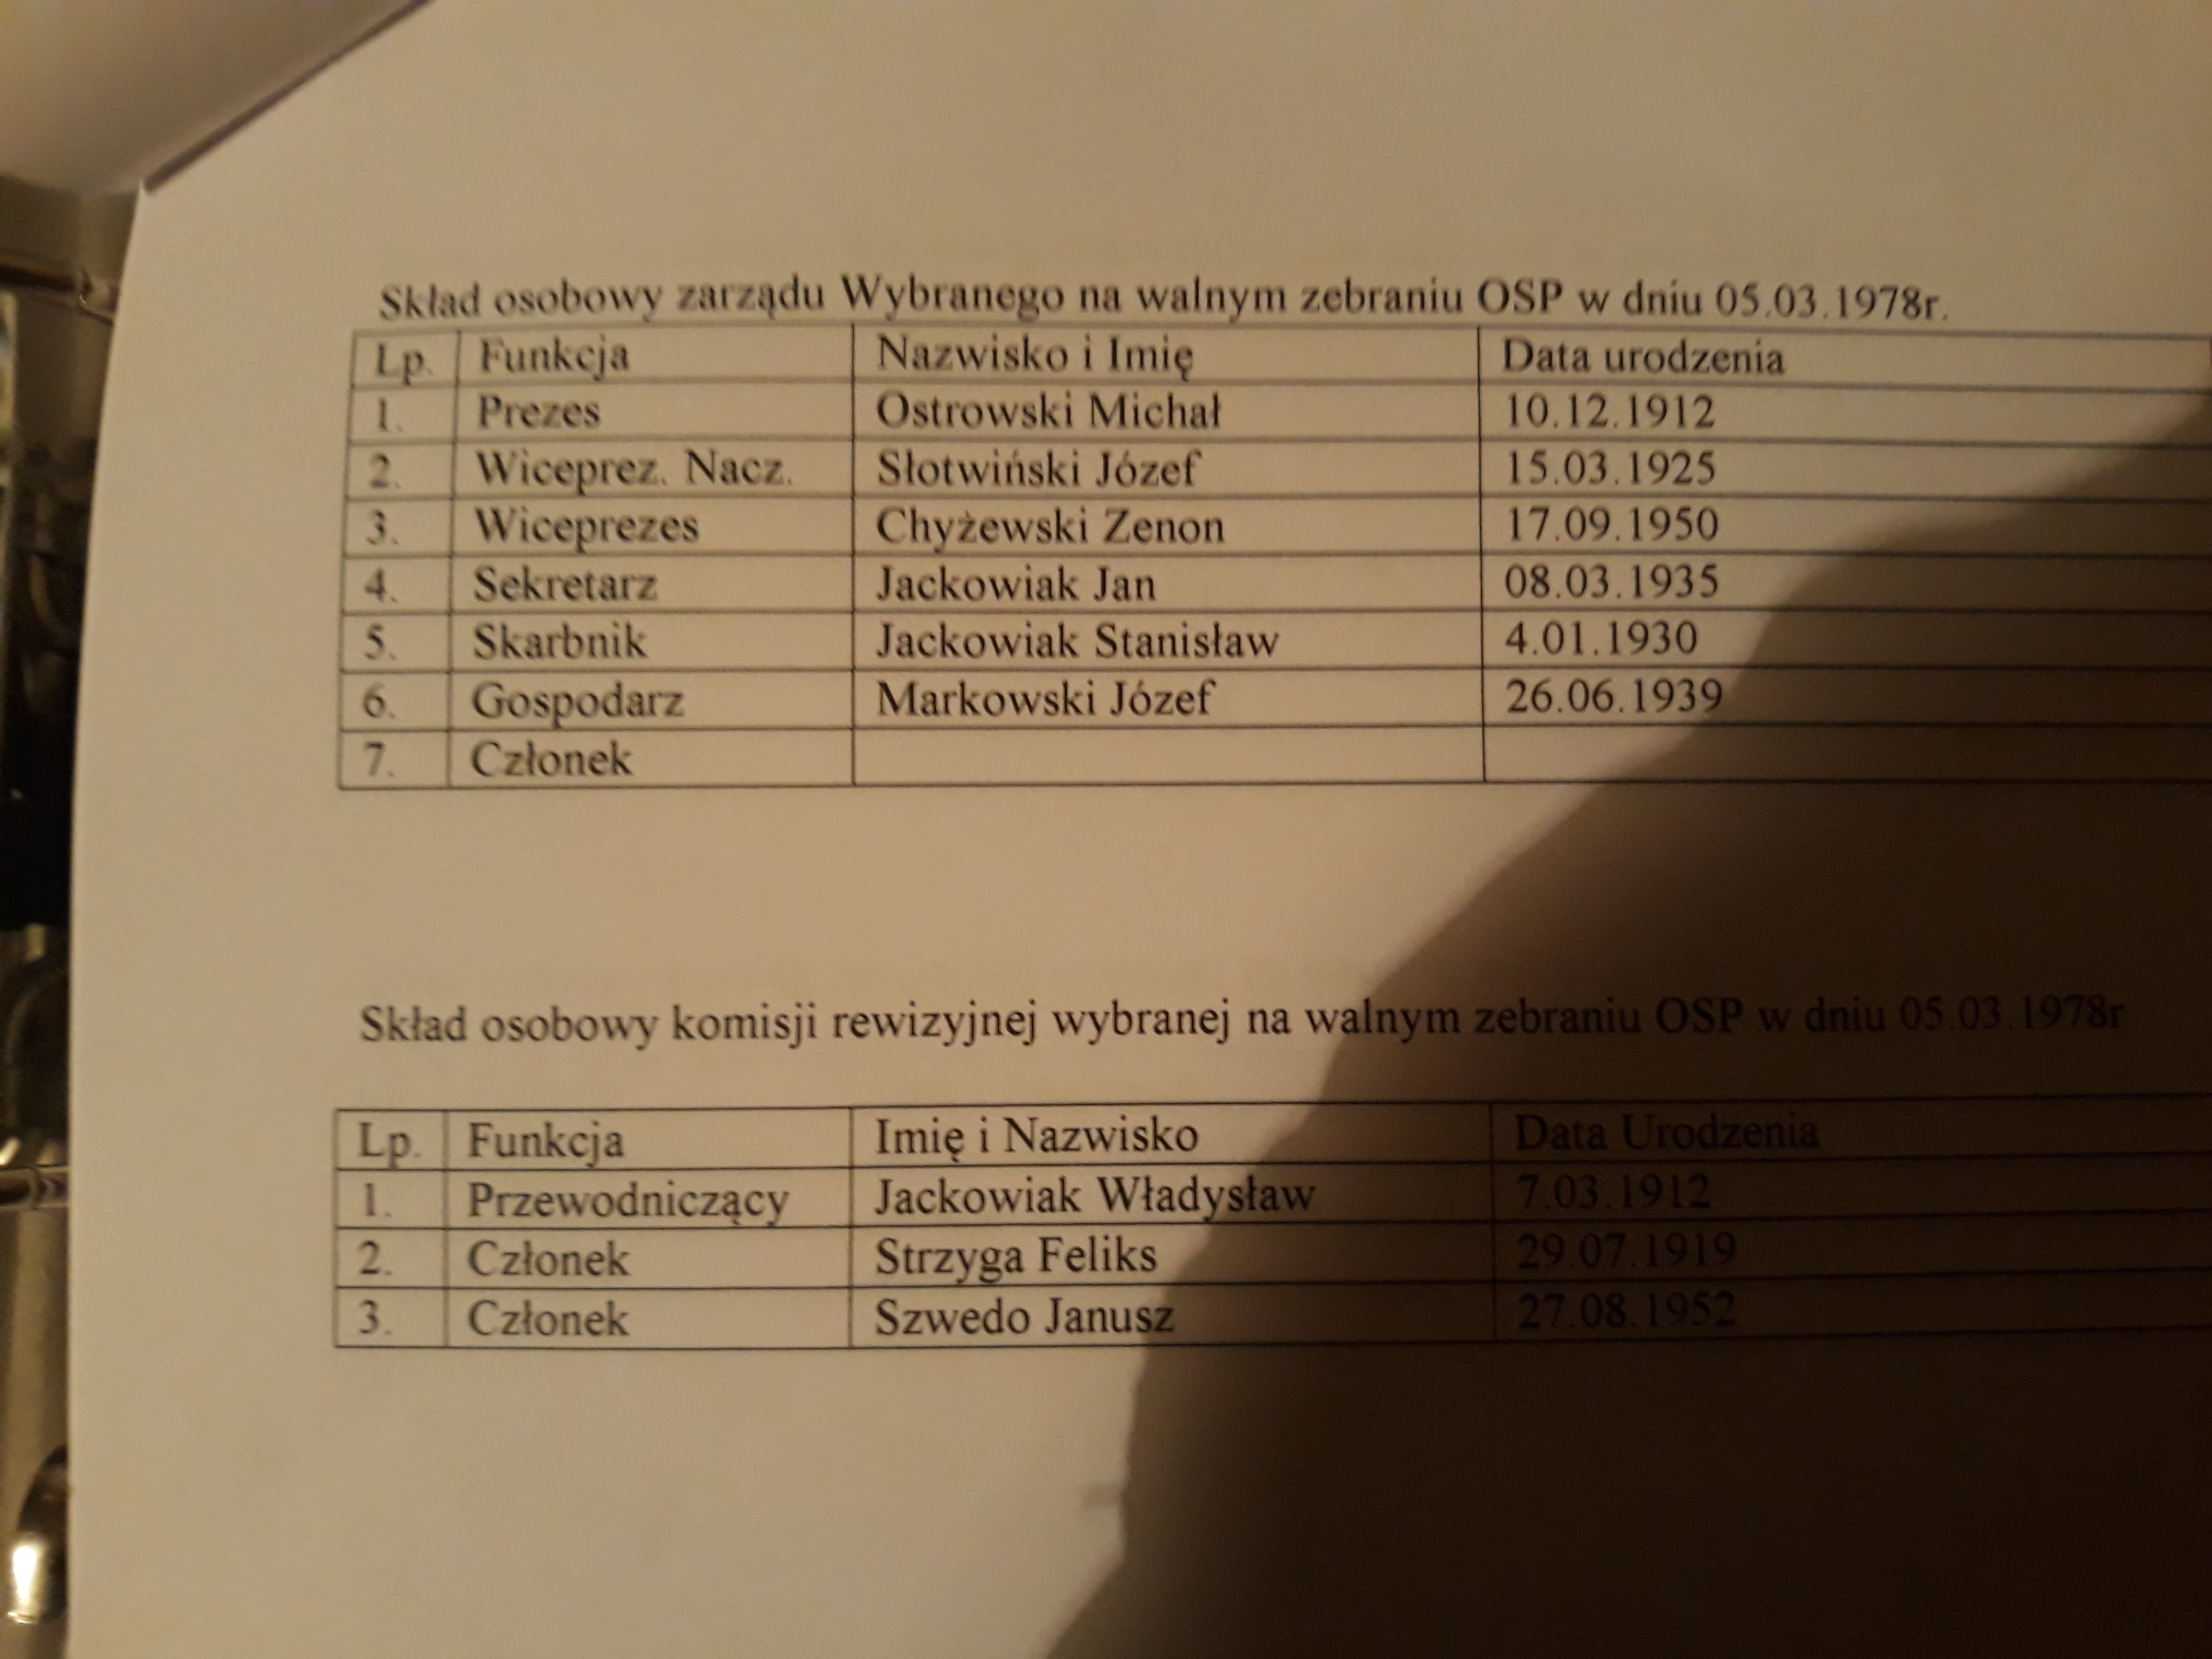 Skład osobowy zarządu Wybranego na walnym zebraniu OSP w dniu 05.03.1978r.
Lp. Funkcja Nazwisko i Imię Data urodzenia
1. Prezes Ostrowski Michał 10.12.1912
2. Wiceprez. Nacz. Słotwiński Józef 15.03.1925
3. Wiceprezes Chyżewski Zenon 17.09.1950
4. Sekretarz Jackowiak Jan 08.03.1935
5. Skarbnik Jackowiak Stanisław 4.01.1930
6. Gospodarz Markowski Józef 26.06.1939
7. Członek
Skład osobowy komisji rewizyjnej wybranej na walnym zebraniu OSP w dniu 05.03.1978r
Lp. Funkcja Imię i Nazwisko Data Urodzenia
1. Przewodniczący Jackowiak Władysław 7.03.1912
2. Członek Strzyga Feliks 29.07.1919
3. Członek Szwedo Janusz 27.08.1952